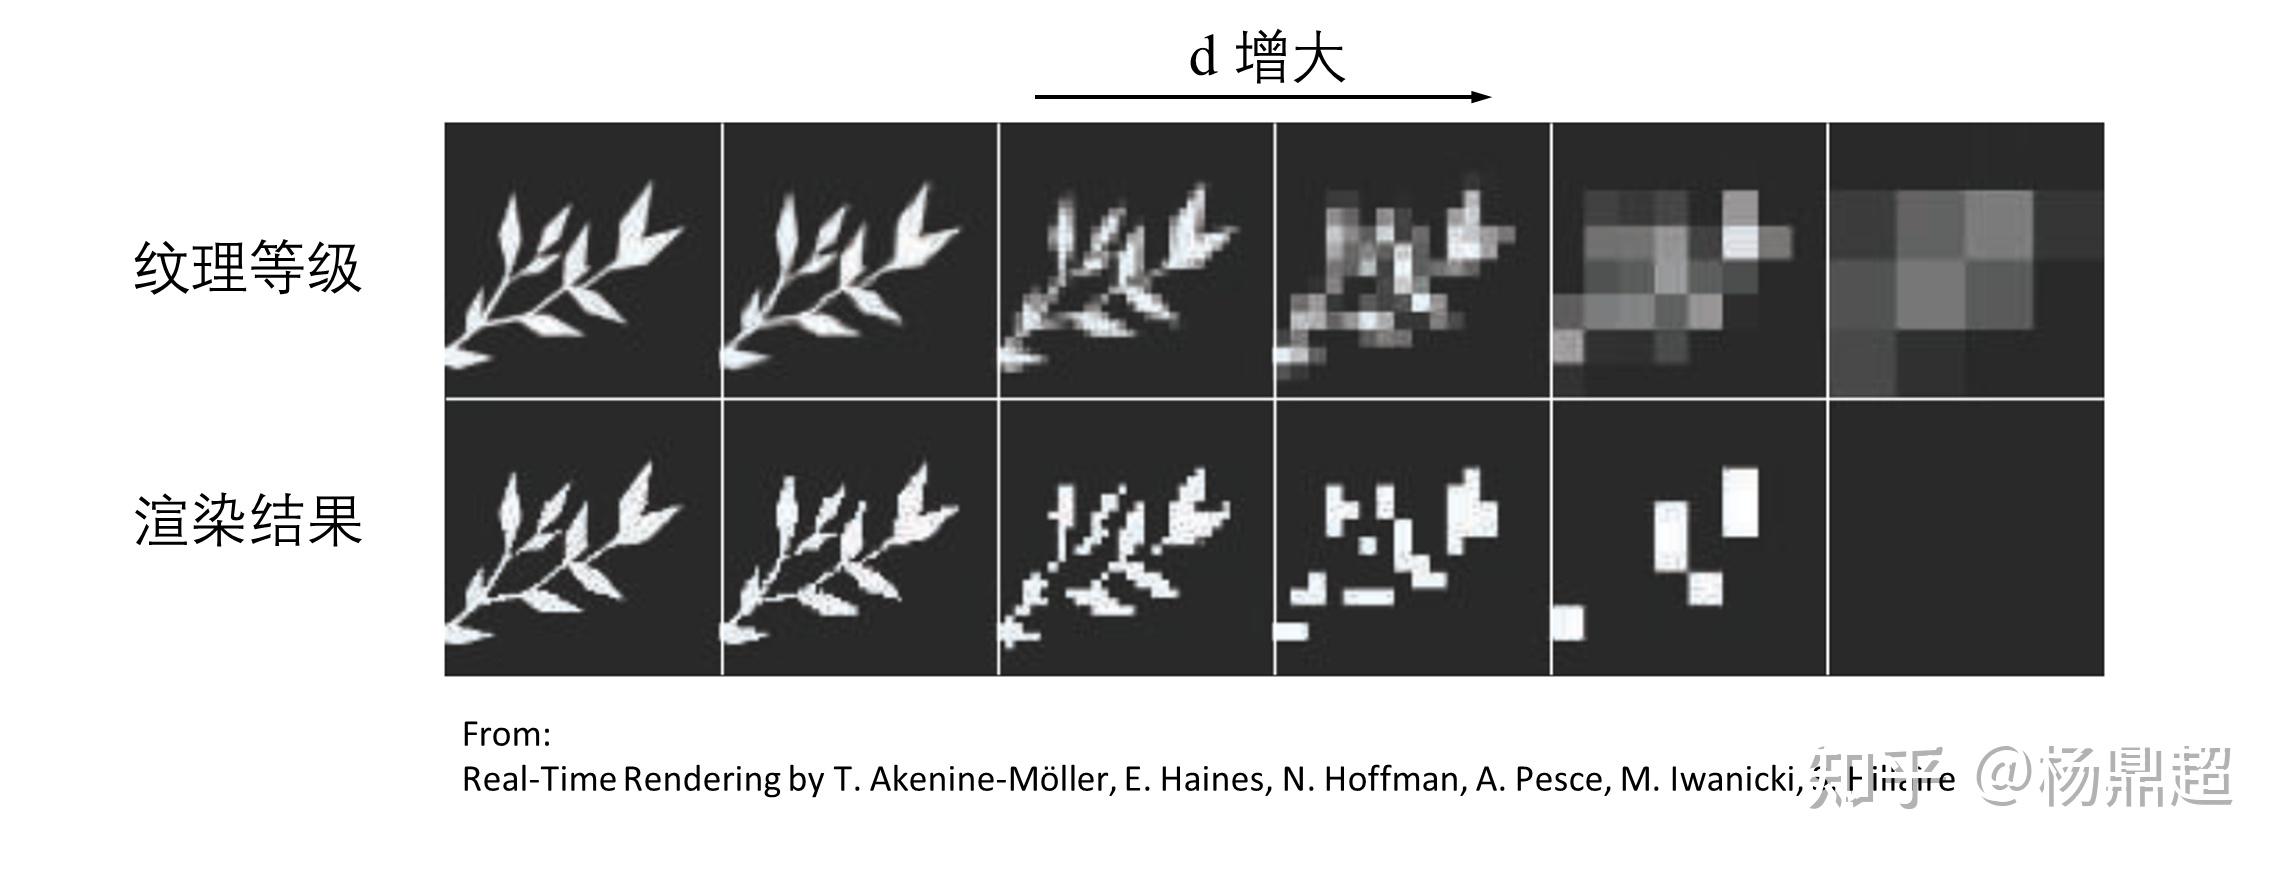 d 增大
纹理等级
渲染结果
From:
Real-Time Rendering by T. Akenine-Möller, E. Haines, N. Hoffman, A. Pesce, M. Iwanicki, S. Hillaire
知乎 @杨鼎超